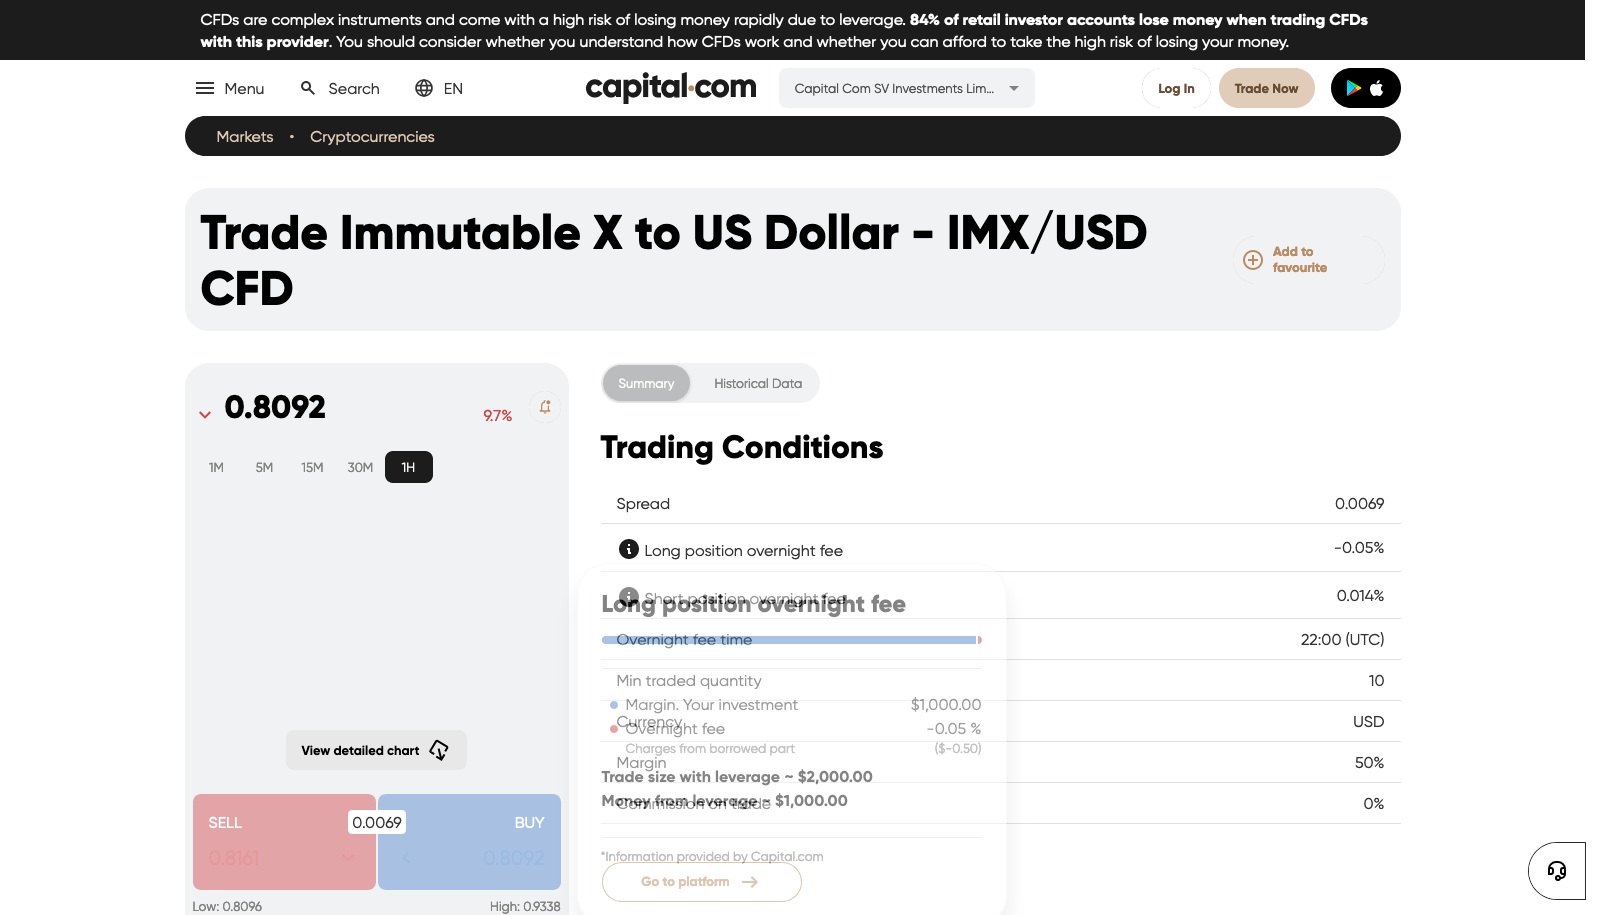 CFDs are complex instruments and come with a high risk of losing money rapidly due to leverage. 84% of retail investor accounts lose money when trading CFDs
with this provider. You should consider whether you understand how CFDs work and whether you can afford to take the high risk of losing your money.
Menu Search EN capital.com Capital Com SV Investments Lim... Log In Trade Now
Markets • Cryptocurrencies
Trade Immutable X to US Dollar - IMX/USD
CFD
Add to
favourite
0.8092 9.7%
1M 5M 15M 30M 1H
View detailed chart
SELL 0.0069 BUY
0.8161 0.8092
Low: 0.8096 High: 0.9338
Summary Historical Data
Trading Conditions
Spread 0.0069
Long position overnight fee -0.05%
Short position overnight fee 0.014%
Overnight fee time 22:00 (UTC)
Min traded quantity 10
Currency USD
Margin 50%
Commission on trade 0%
Long position overnight fee
Margin. Your investment $1,000.00
Overnight fee -0.05 %
Charges from borrowed part ($-0.50)
Trade size with leverage ~ $2,000.00
Money from leverage ~ $1,000.00
*Information provided by Capital.com
Go to platform